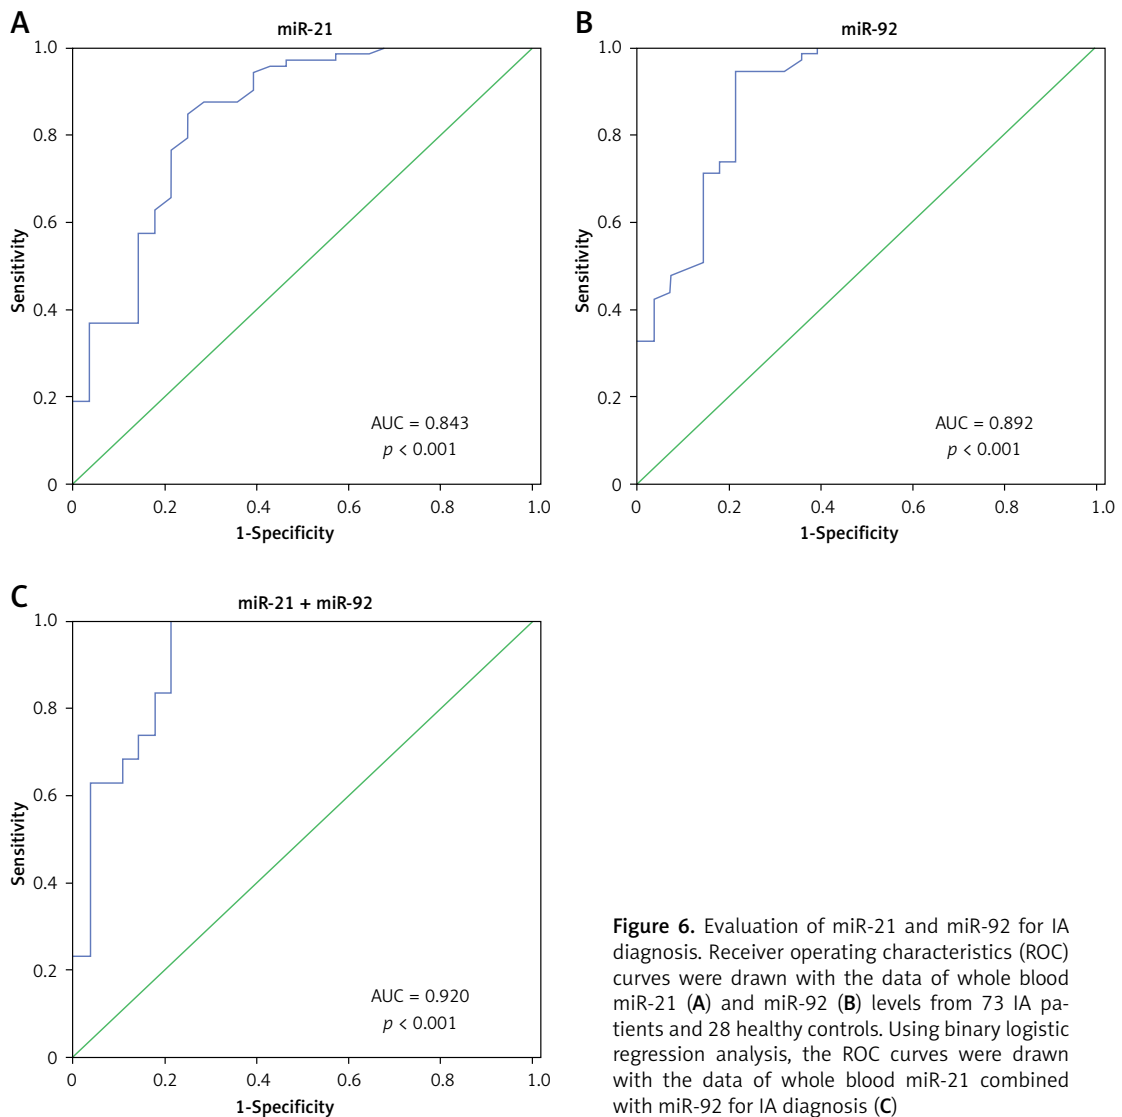 A
miR-21
1.0
0.8
0.6
0.4
0.2
0
Sensitivity
AUC = 0.843
p < 0.001
0 0.2 0.4 0.6 0.8 1.0
1-Specificity
B
miR-92
1.0
0.8
0.6
0.4
0.2
0
Sensitivity
AUC = 0.892
p < 0.001
0 0.2 0.4 0.6 0.8 1.0
1-Specificity
C
miR-21 + miR-92
1.0
0.8
0.6
0.4
0.2
0
Sensitivity
AUC = 0.920
p < 0.001
0 0.2 0.4 0.6 0.8 1.0
1-Specificity
Figure 6. Evaluation of miR-21 and miR-92 for IA
diagnosis. Receiver operating characteristics (ROC)
curves were drawn with the data of whole blood
miR-21 (A) and miR-92 (B) levels from 73 IA pa-
tients and 28 healthy controls. Using binary logistic
regression analysis, the ROC curves were drawn
with the data of whole blood miR-21 combined
with miR-92 for IA diagnosis (C)